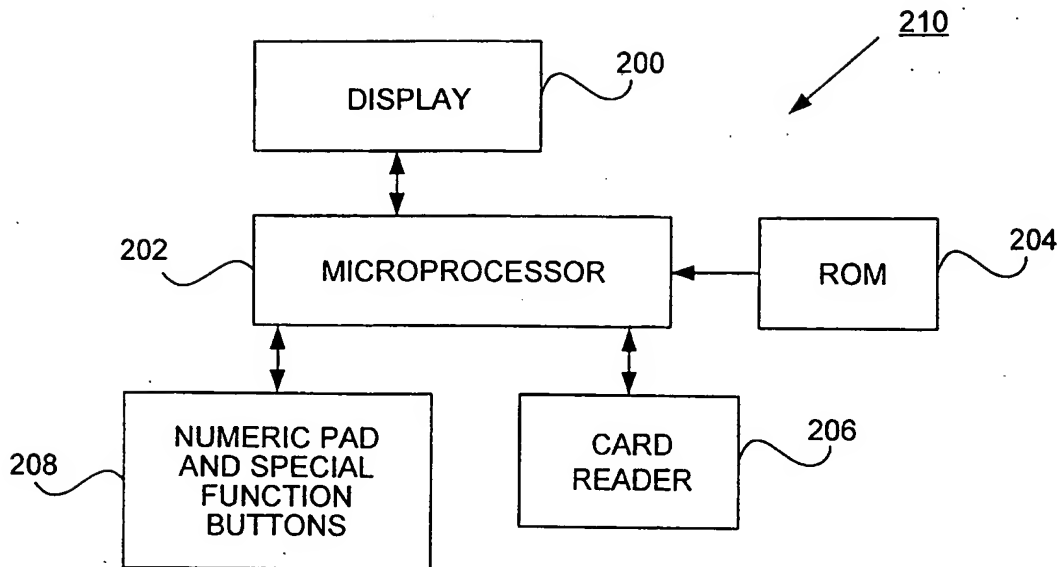 210
200
DISPLAY
202
MICROPROCESSOR
ROM
204
NUMERIC PAD
AND SPECIAL
FUNCTION
BUTTONS
208
CARD
READER
206